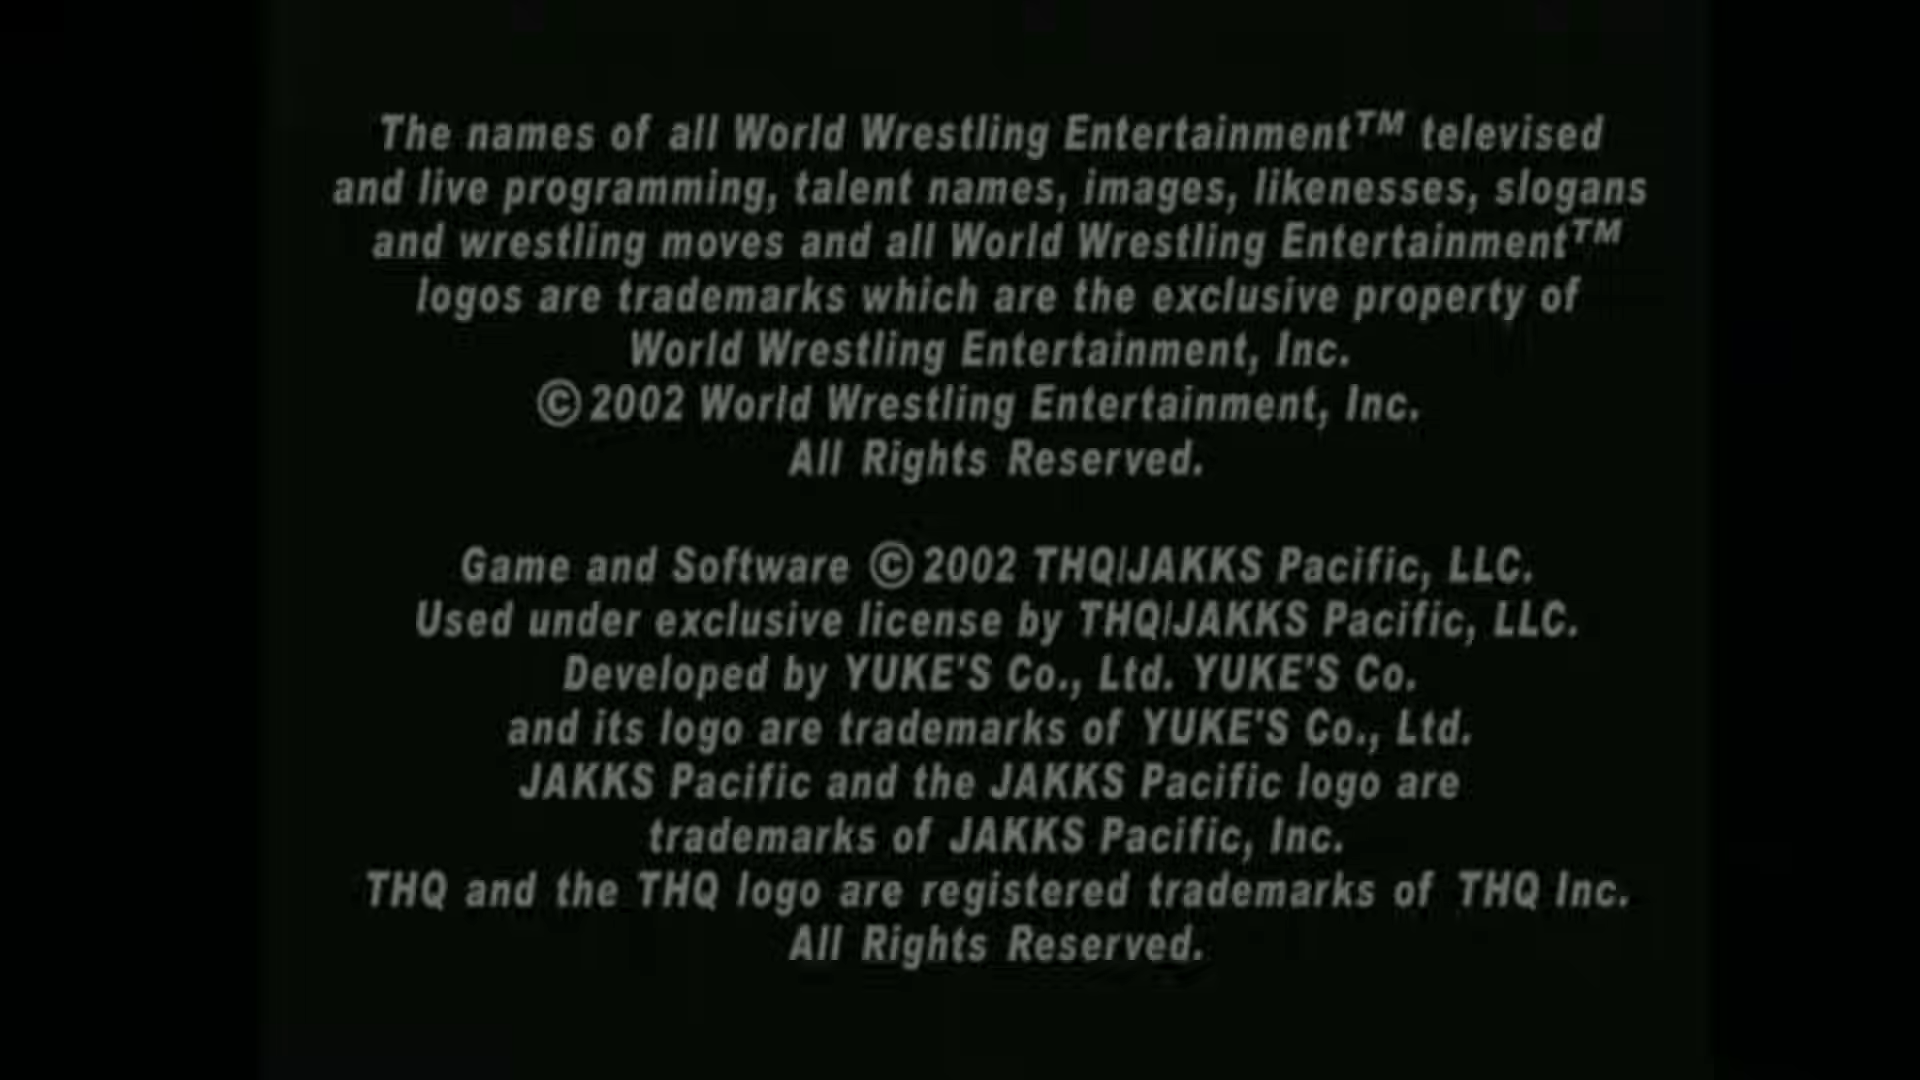 The names of all World Wrestling Entertainment™ televised
and live programming, talent names, images, likenesses, slogans
and wrestling moves and all World Wrestling Entertainment™
logos are trademarks which are the exclusive property of
World Wrestling Entertainment, Inc.
© 2002 World Wrestling Entertainment, Inc.
All Rights Reserved.
Game and Software © 2002 THQ/JAKKS Pacific, LLC.
Used under exclusive license by THQ/JAKKS Pacific, LLC.
Developed by YUKE'S Co., Ltd. YUKE'S Co.
and its logo are trademarks of YUKE'S Co., Ltd.
JAKKS Pacific and the JAKKS Pacific logo are
trademarks of JAKKS Pacific, Inc.
THQ and the THQ logo are registered trademarks of THQ Inc.
All Rights Reserved.